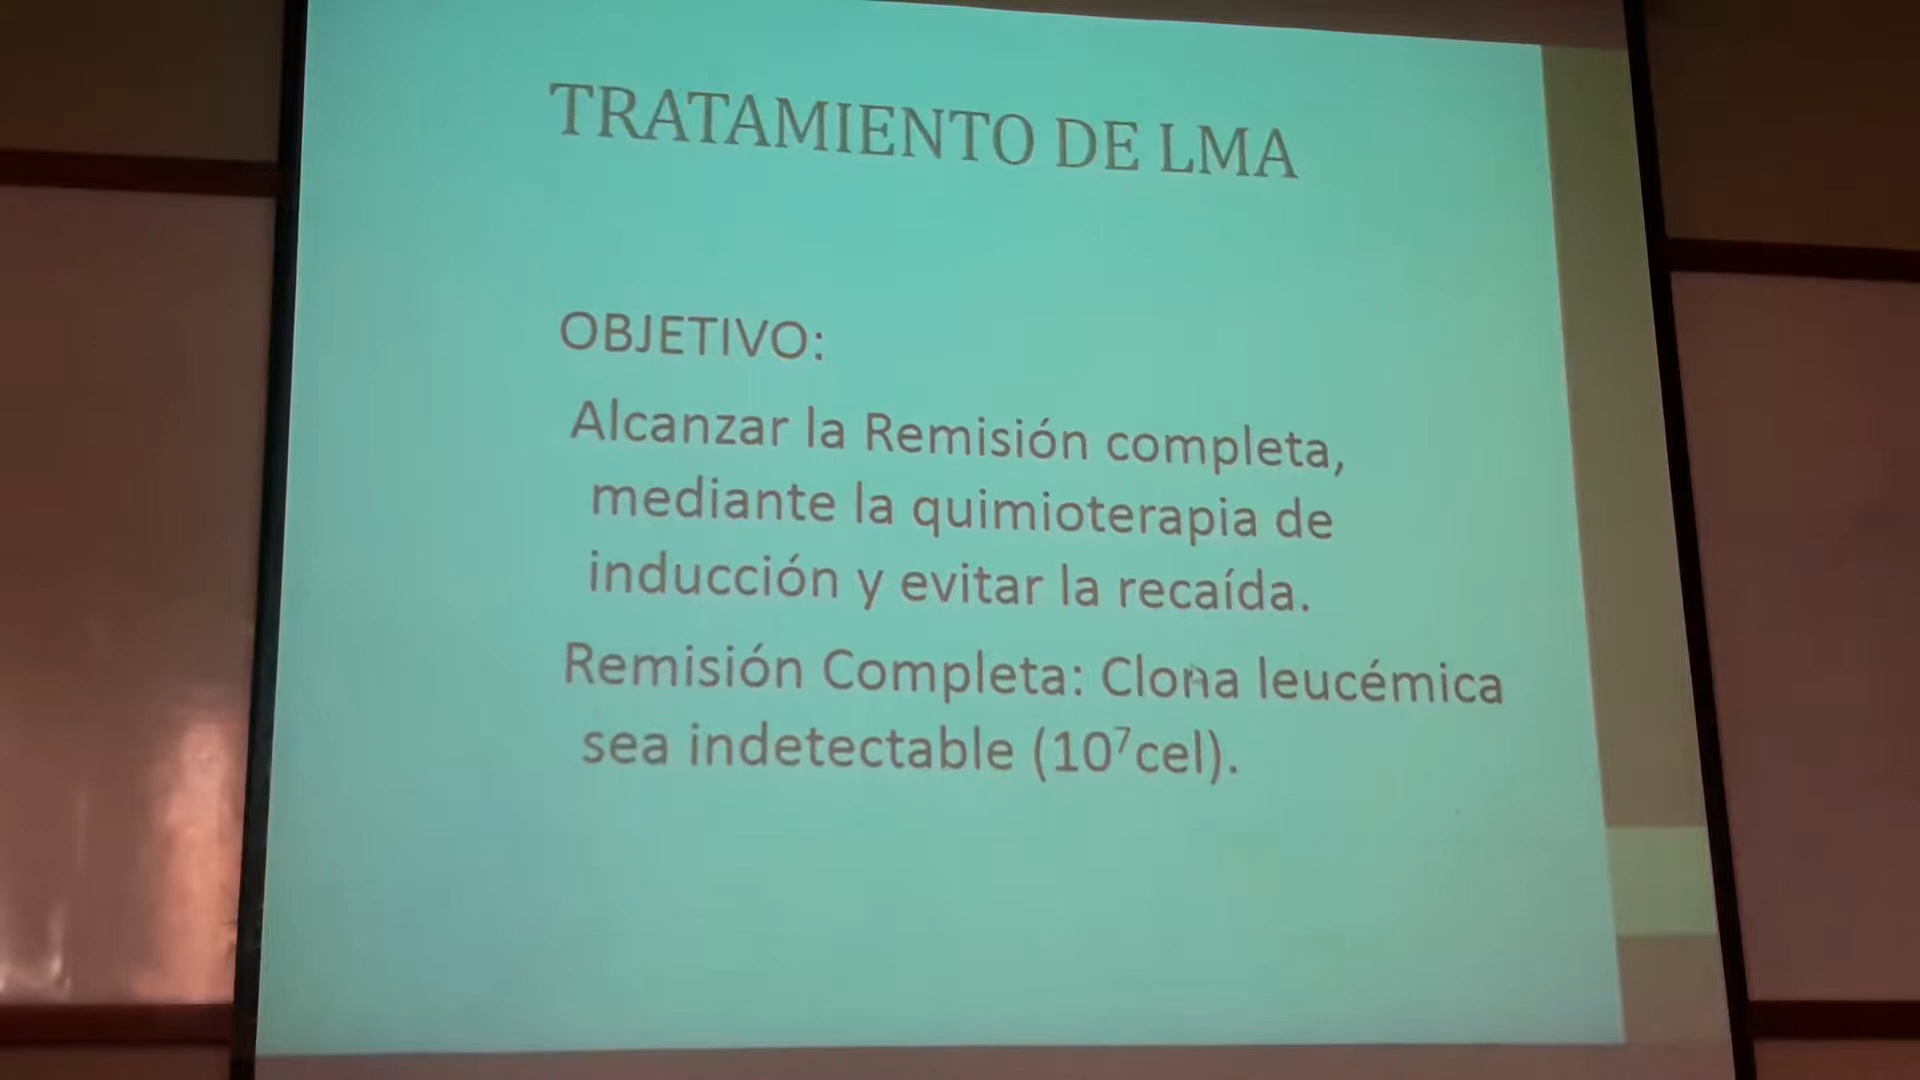 TRATAMIENTO DE LMA
OBJETIVO:
Alcanzar la Remisión completa,
mediante la quimioterapia de
inducción y evitar la recaída.
Remisión Completa: Clona leucémica
sea indetectable (10⁷cel).